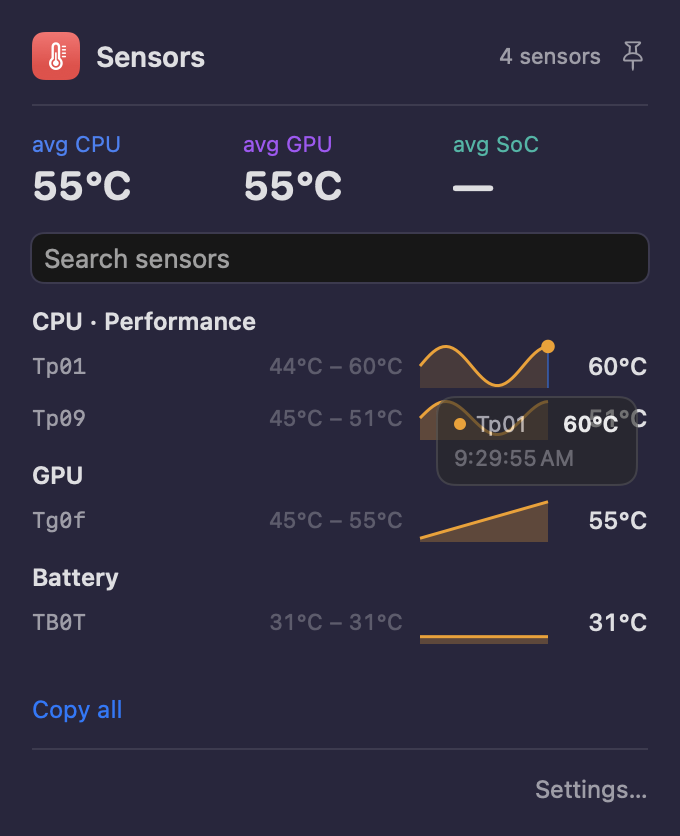 Sensors
4 sensors
avg CPU
avg GPU
avg SoC
55°C
55°C
—
Search sensors
CPU · Performance
Tp01 44°C – 60°C 60°C
Tp09 45°C – 51°C 51°C
Tp01 60°C
9:29:55 AM
GPU
Tg0f 45°C – 55°C 55°C
Battery
TB0T 31°C – 31°C 31°C
Copy all
Settings...